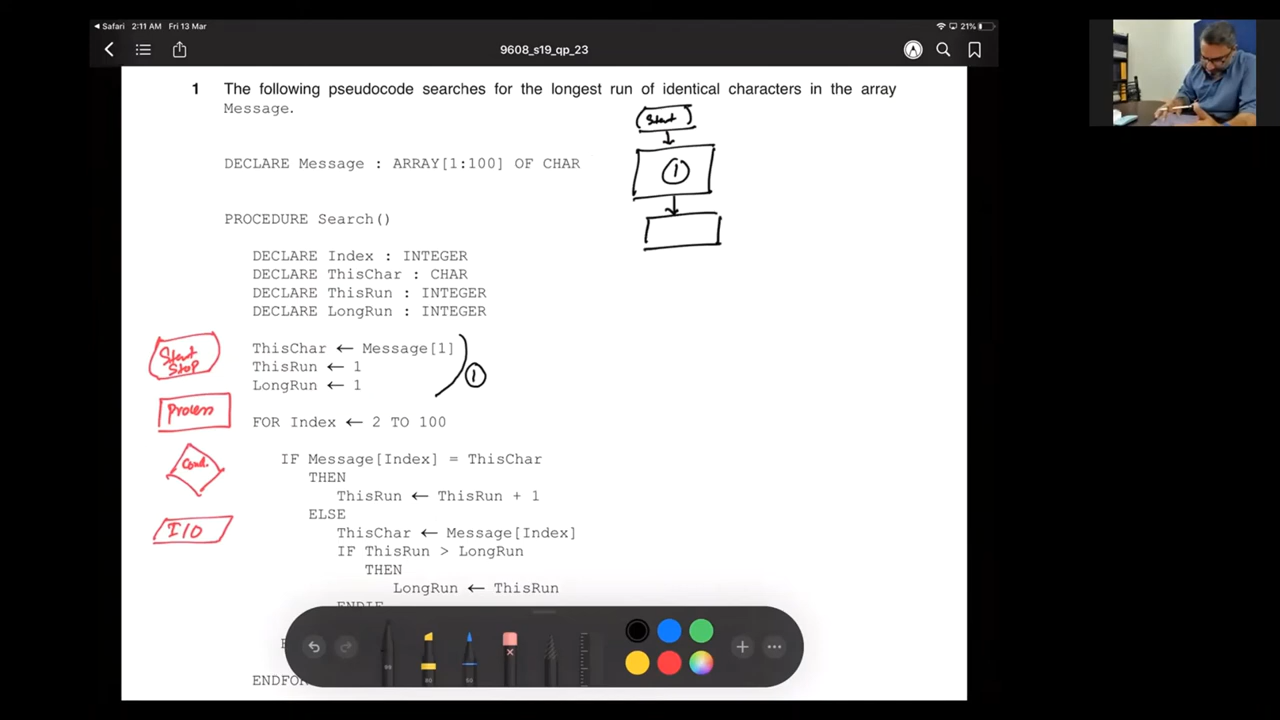 Safari 2:11 AM Fri 13 Mar
21%
9608_s19_qp_23
1 The following pseudocode searches for the longest run of identical characters in the array
Message.
Start
DECLARE Message : ARRAY[1:100] OF CHAR
1
PROCEDURE Search()
DECLARE Index : INTEGER
DECLARE ThisChar : CHAR
DECLARE ThisRun : INTEGER
DECLARE LongRun : INTEGER
Start
Stop
ThisChar ← Message[1]
ThisRun ← 1
LongRun ← 1
1
Process
FOR Index ← 2 TO 100
Cond.
IF Message[Index] = ThisChar
THEN
ThisRun ← ThisRun + 1
ELSE
I/O
ThisChar ← Message[Index]
IF ThisRun > LongRun
THEN
LongRun ← ThisRun
ENDIF